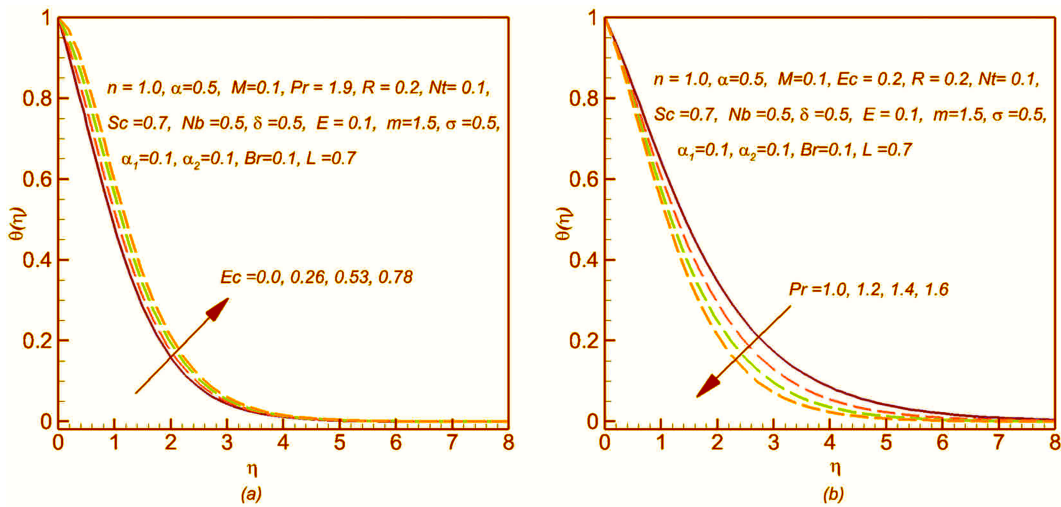 1
n = 1.0, α=0.5, M=0.1, Pr = 1.9, R = 0.2, Nt= 0.1,
0.8
Sc =0.7, Nb =0.5, δ =0.5, E = 0.1, m=1.5, σ =0.5,
α₁=0.1, α₂=0.1, Br=0.1, L =0.7
0.6
θ(η)
0.4
Ec =0.0, 0.26, 0.53, 0.78
0.2
0
0 1 2 3 4 5 6 7 8
η
(a)
1
n = 1.0, α=0.5, M=0.1, Ec = 0.2, R = 0.2, Nt= 0.1,
0.8
Sc =0.7, Nb =0.5, δ =0.5, E = 0.1, m=1.5, σ =0.5,
α₁=0.1, α₂=0.1, Br=0.1, L =0.7
0.6
θ(η)
0.4
Pr =1.0, 1.2, 1.4, 1.6
0.2
0
0 1 2 3 4 5 6 7 8
η
(b)